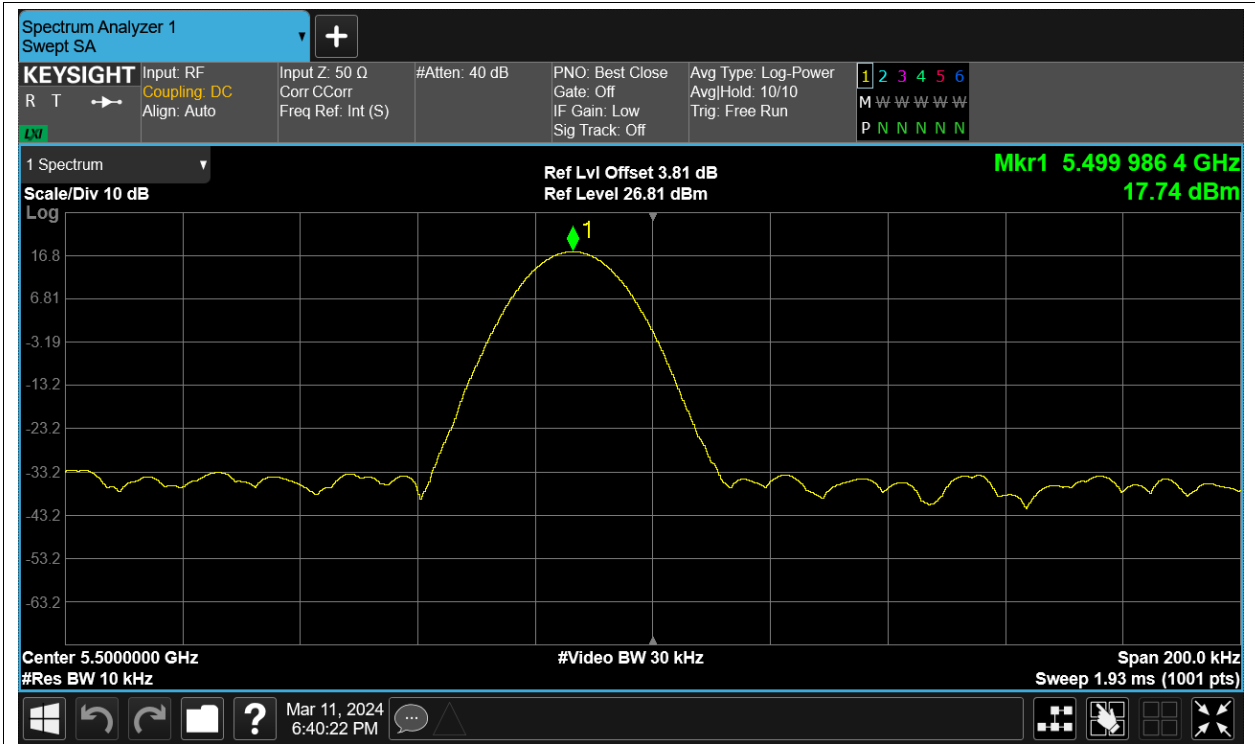 Spectrum Analyzer 1
Swept SA
KEYSIGHT
R T
LXI
Input: RF
Coupling: DC
Align: Auto
Input Z: 50 Ω
Corr CCorr
Freq Ref: Int (S)
#Atten: 40 dB
PNO: Best Close
Gate: Off
IF Gain: Low
Sig Track: Off
Avg Type: Log-Power
Avg|Hold: 10/10
Trig: Free Run
1 2 3 4 5 6
M W W W W W
P N N N N N
1 Spectrum
Scale/Div 10 dB
Log
Ref Lvl Offset 3.81 dB
Ref Level 26.81 dBm
Mkr1 5.499 986 4 GHz
17.74 dBm
1
16.8
6.81
-3.19
-13.2
-23.2
-33.2
-43.2
-53.2
-63.2
Center 5.5000000 GHz
#Res BW 10 kHz
#Video BW 30 kHz
Span 200.0 kHz
Sweep 1.93 ms (1001 pts)
?
Mar 11, 2024
6:40:22 PM